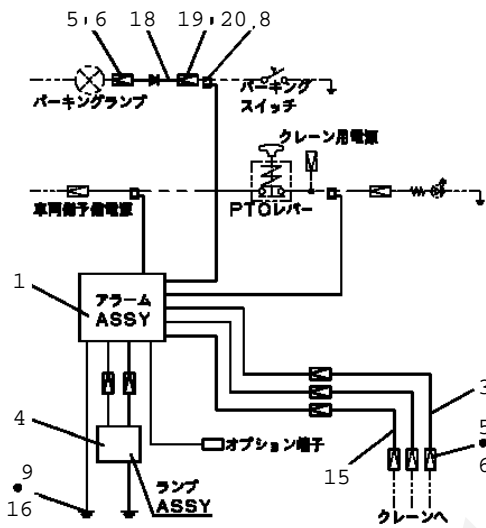 5・6 18 19・20,8
パーキングランプ
パーキング
スイッチ
クレーン用電源
車両側予備電源
PTOレバー
1
アラーム
ASSY
3
4
5
6
9
16
オプション端子
15
ランプ
ASSY
クレーンへ